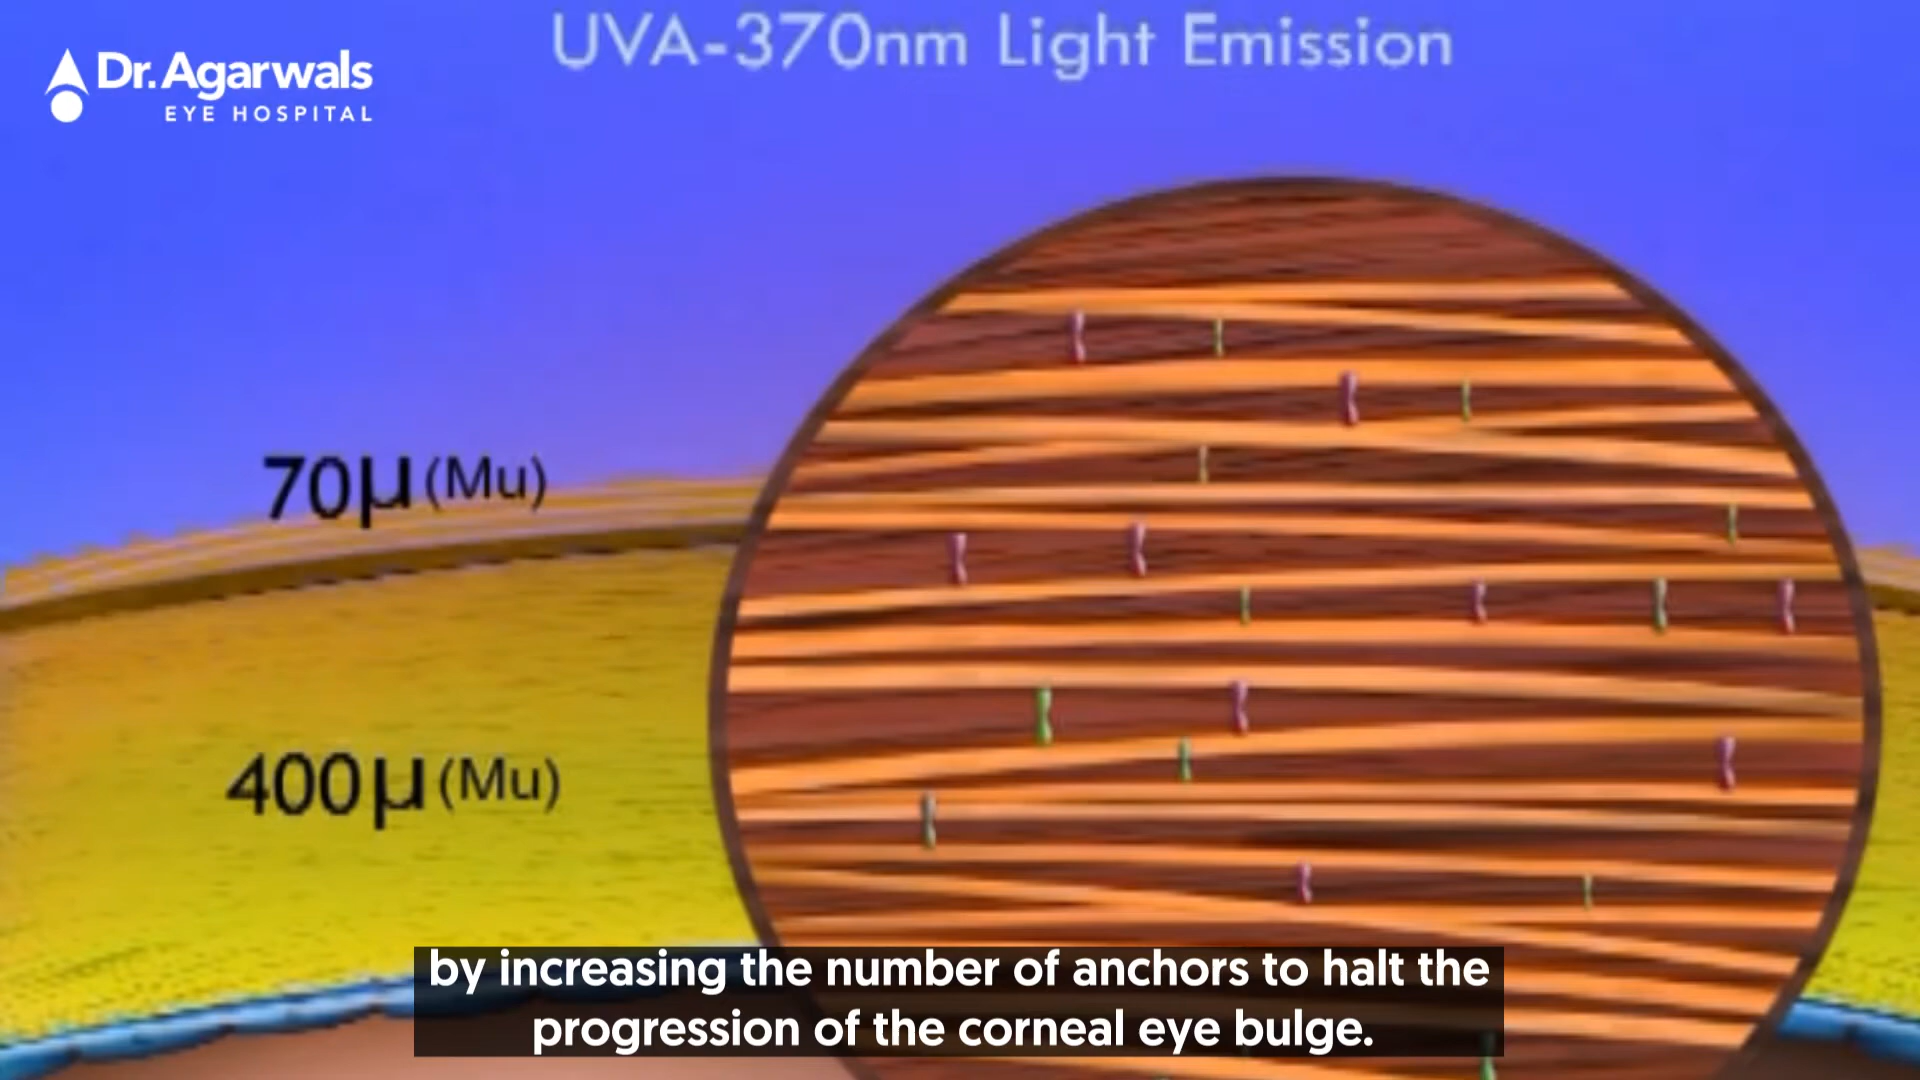 UVA-370nm Light Emission
Dr.Agarwals
EYE HOSPITAL
70μ(Mu)
400μ(Mu)
by increasing the number of anchors to halt the
progression of the corneal eye bulge.